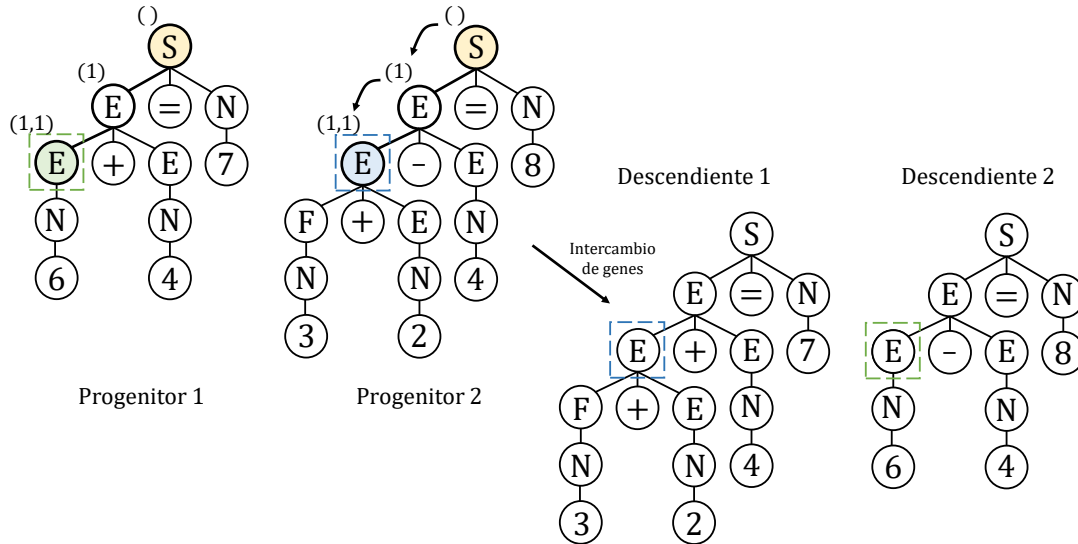 ( )
S
(1)
E = N
(1,1)
E + E 7
N N
6 4
Progenitor 1
( )
S
(1)
E = N
(1,1)
E - E 8
F + E N
N N 4
3 2
Progenitor 2
Intercambio
de genes
Descendiente 1
S
E = N
E + E 7
F + E N
N N 4
3 2
Descendiente 2
S
E = N
E - E 8
N N
6 4